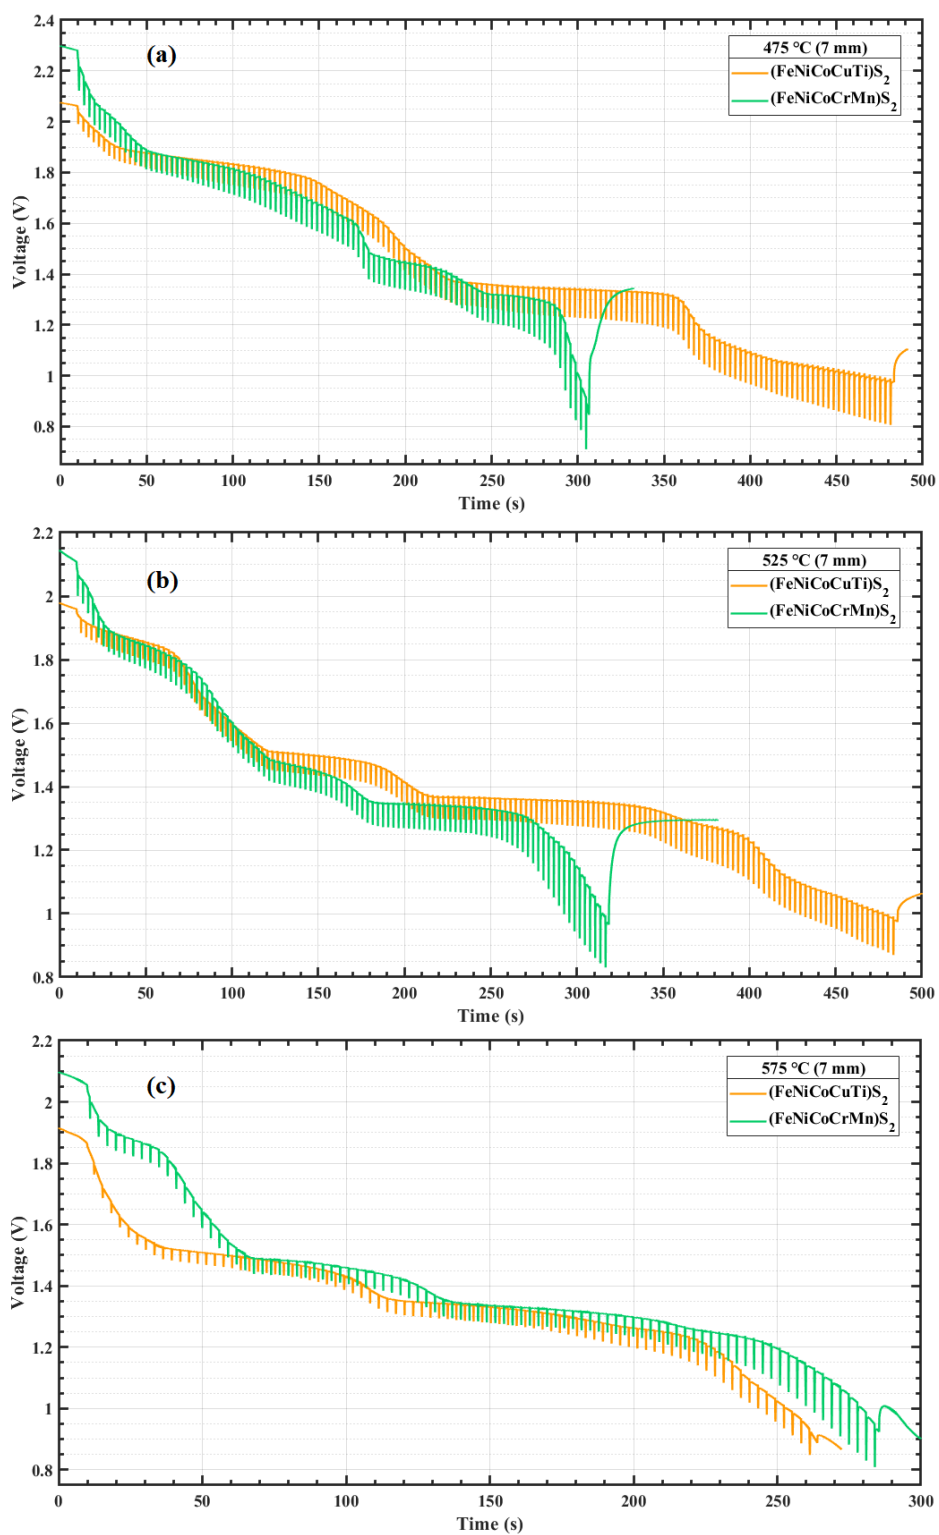 (a)
475 °C (7 mm)
(FeNiCoCuTi)S2
(FeNiCoCrMn)S2
Voltage (V)
2.4
2.2
2
1.8
1.6
1.4
1.2
1
0.8
0 50 100 150 200 250 300 350 400 450 500
Time (s)
(b)
525 °C (7 mm)
(FeNiCoCuTi)S2
(FeNiCoCrMn)S2
Voltage (V)
2.2
2
1.8
1.6
1.4
1.2
1
0.8
0 50 100 150 200 250 300 350 400 450 500
Time (s)
(c)
575 °C (7 mm)
(FeNiCoCuTi)S2
(FeNiCoCrMn)S2
Voltage (V)
2.2
2
1.8
1.6
1.4
1.2
1
0.8
0 50 100 150 200 250 300
Time (s)